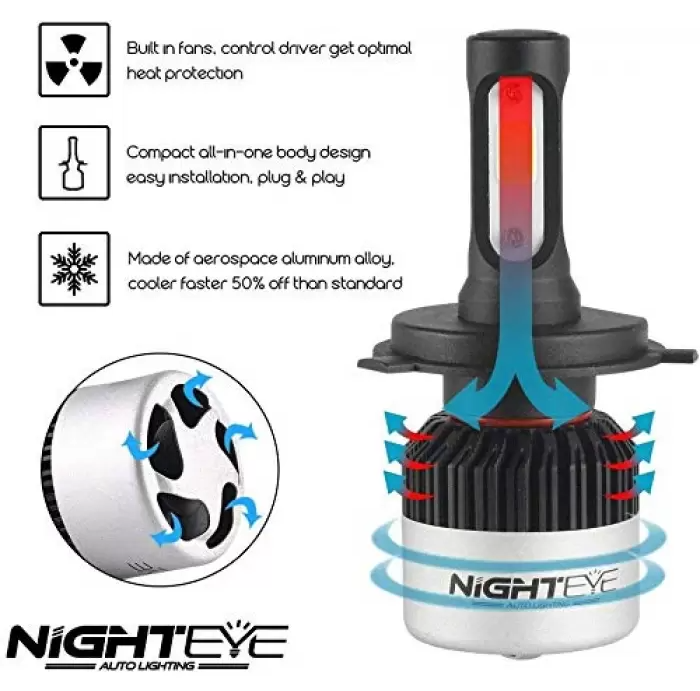 Built in fans, control driver get optimal
heat protection
Compact all-in-one body design
easy installation, plug & play
Made of aerospace aluminum alloy,
cooler faster 50% off than standard
NIGHTEYE
AUTO LIGHTING
NIGHTEYE
AUTO LIGHTING